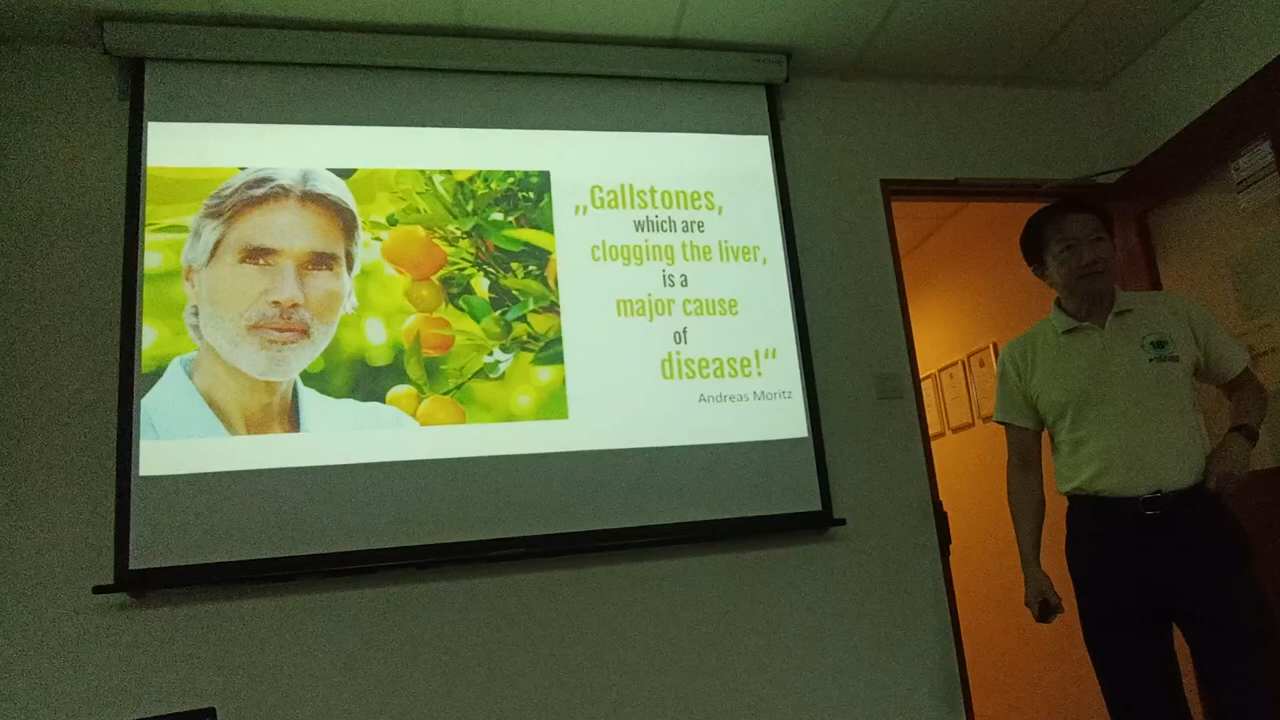 „Gallstones,
which are
clogging the liver,
is a
major cause
of
disease!“
Andreas Moritz